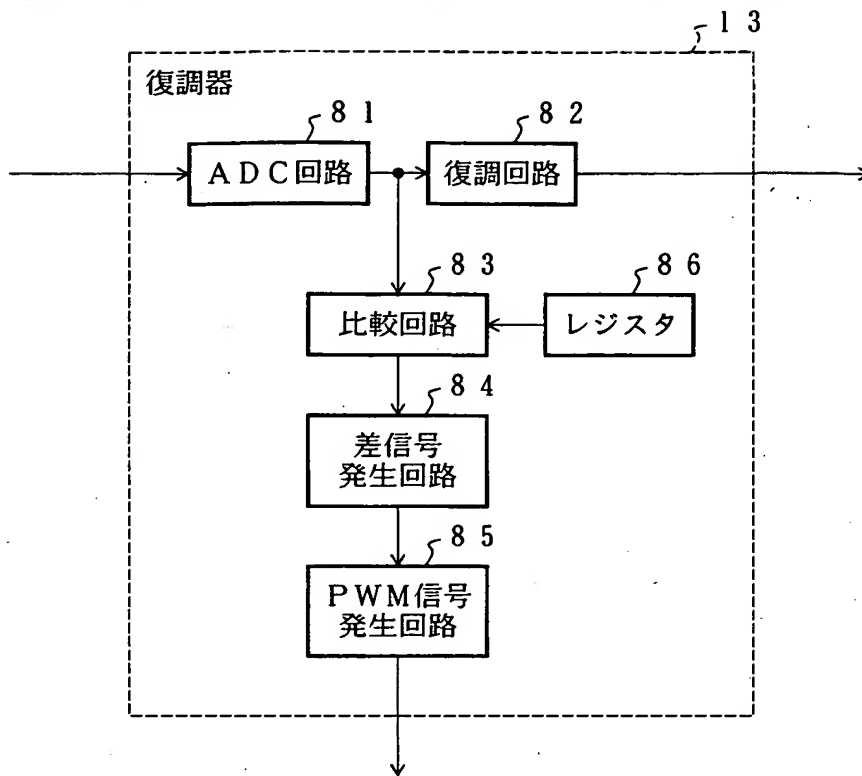 13
復調器
81
82
ADC回路
復調回路
83
86
比較回路
レジスタ
84
差信号
発生回路
85
PWM信号
発生回路